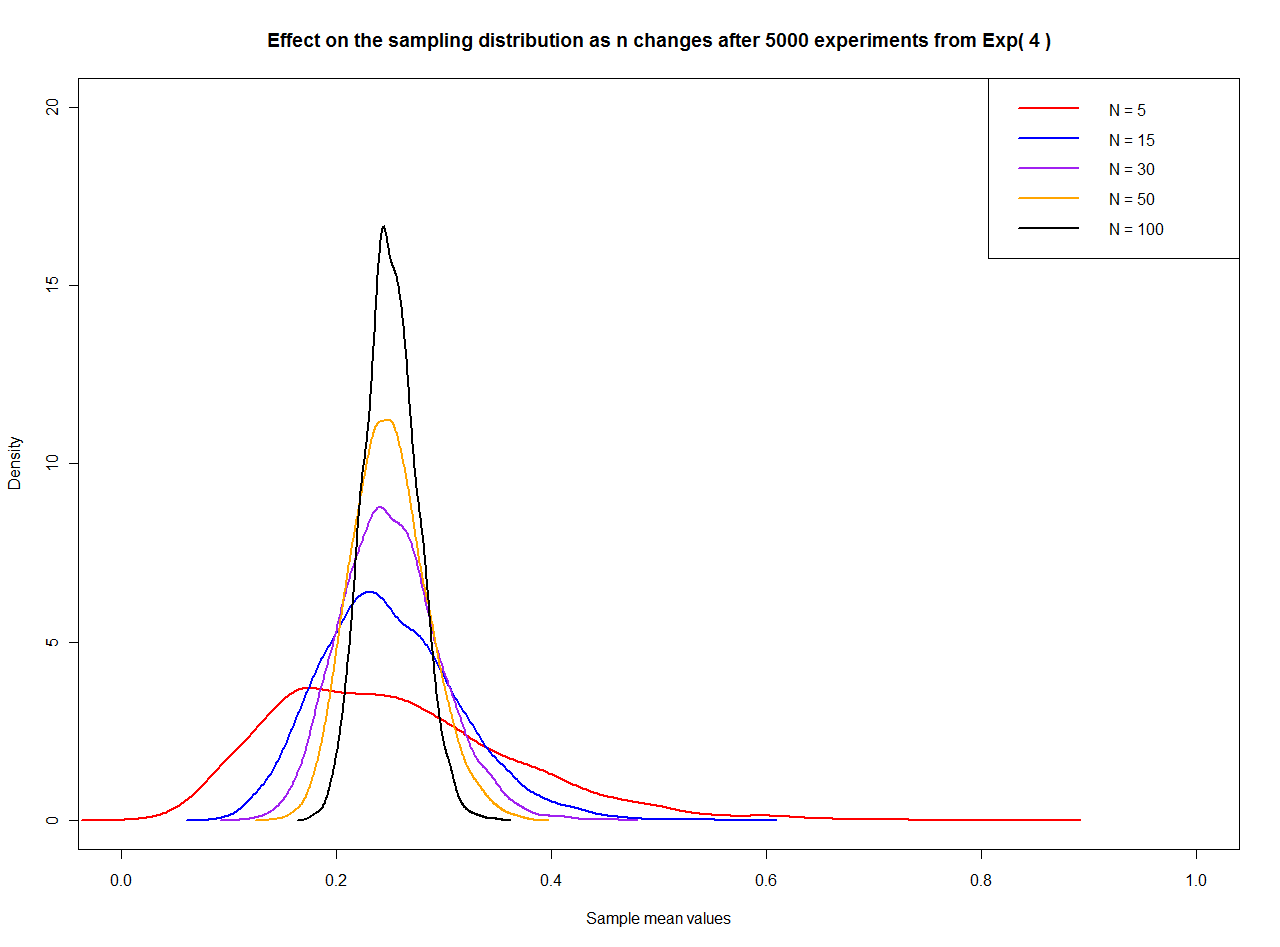 Effect on the sampling distribution as n changes after 5000 experiments from Exp( 4 )
N = 5
N = 15
N = 30
N = 50
N = 100
Density
20
15
10
5
0
0.0 0.2 0.4 0.6 0.8 1.0
Sample mean values